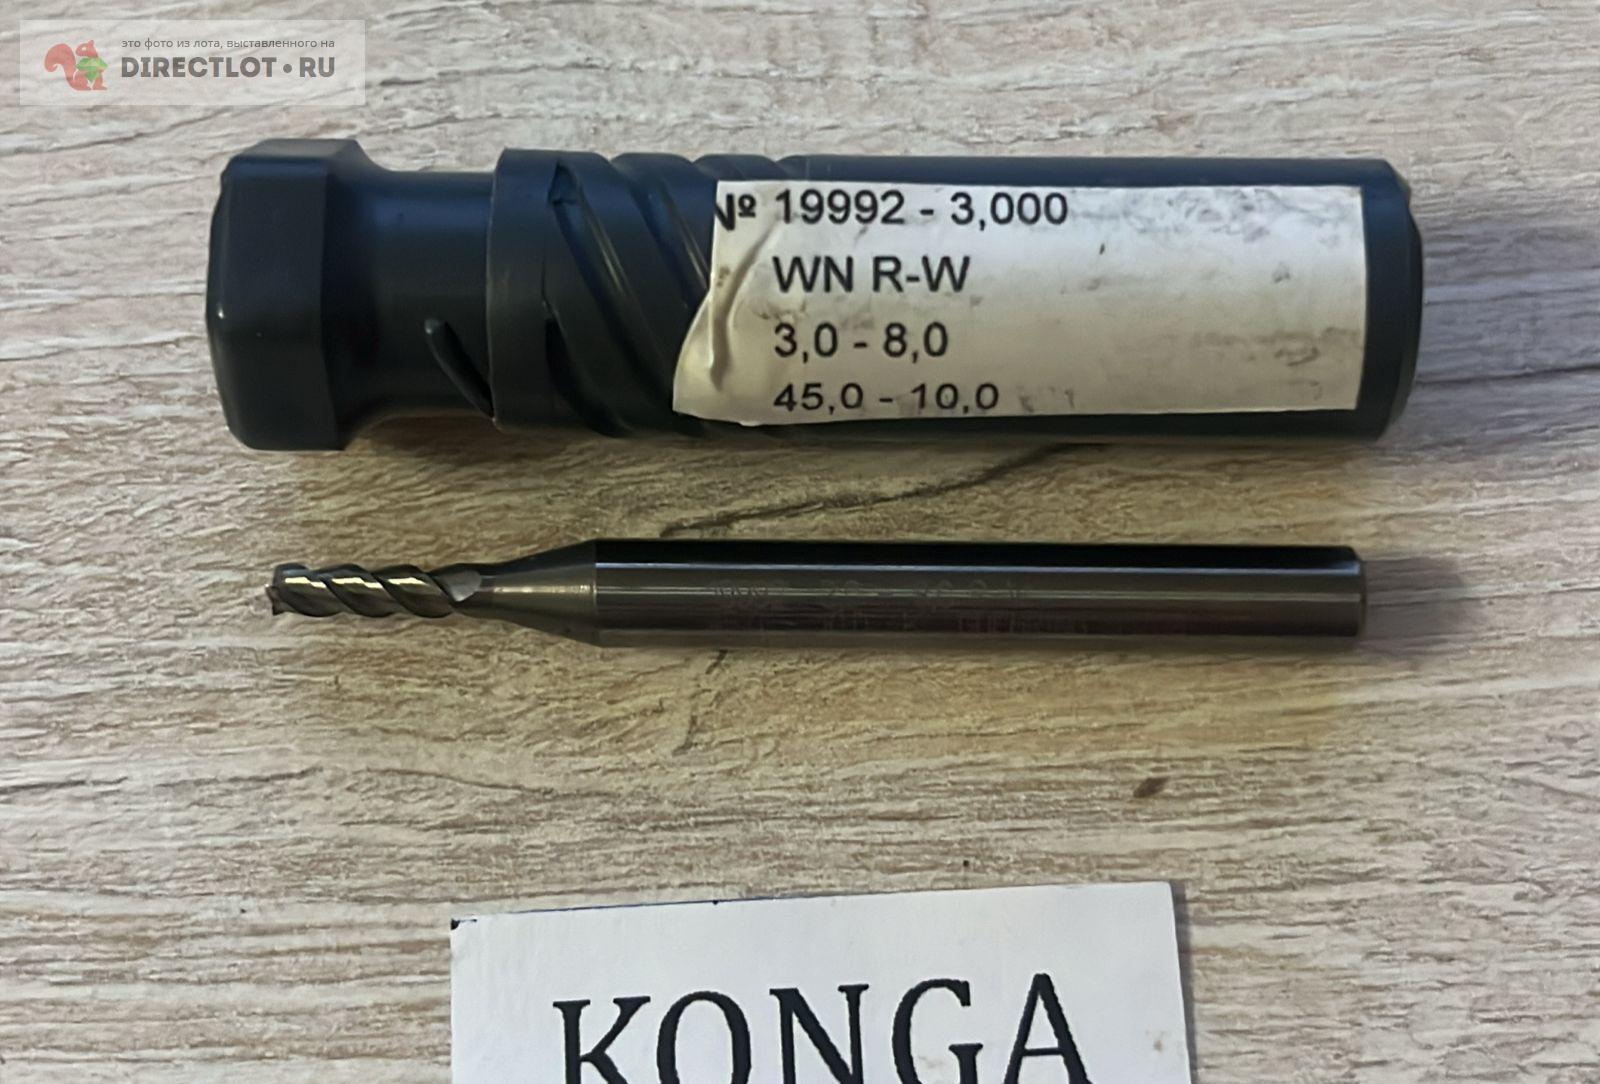 это фото из лота, выставленного на
DIRECTLOT•RU
№ 19992 - 3,000
WN R-W
3,0 - 8,0
45,0 - 10,0
KONGA